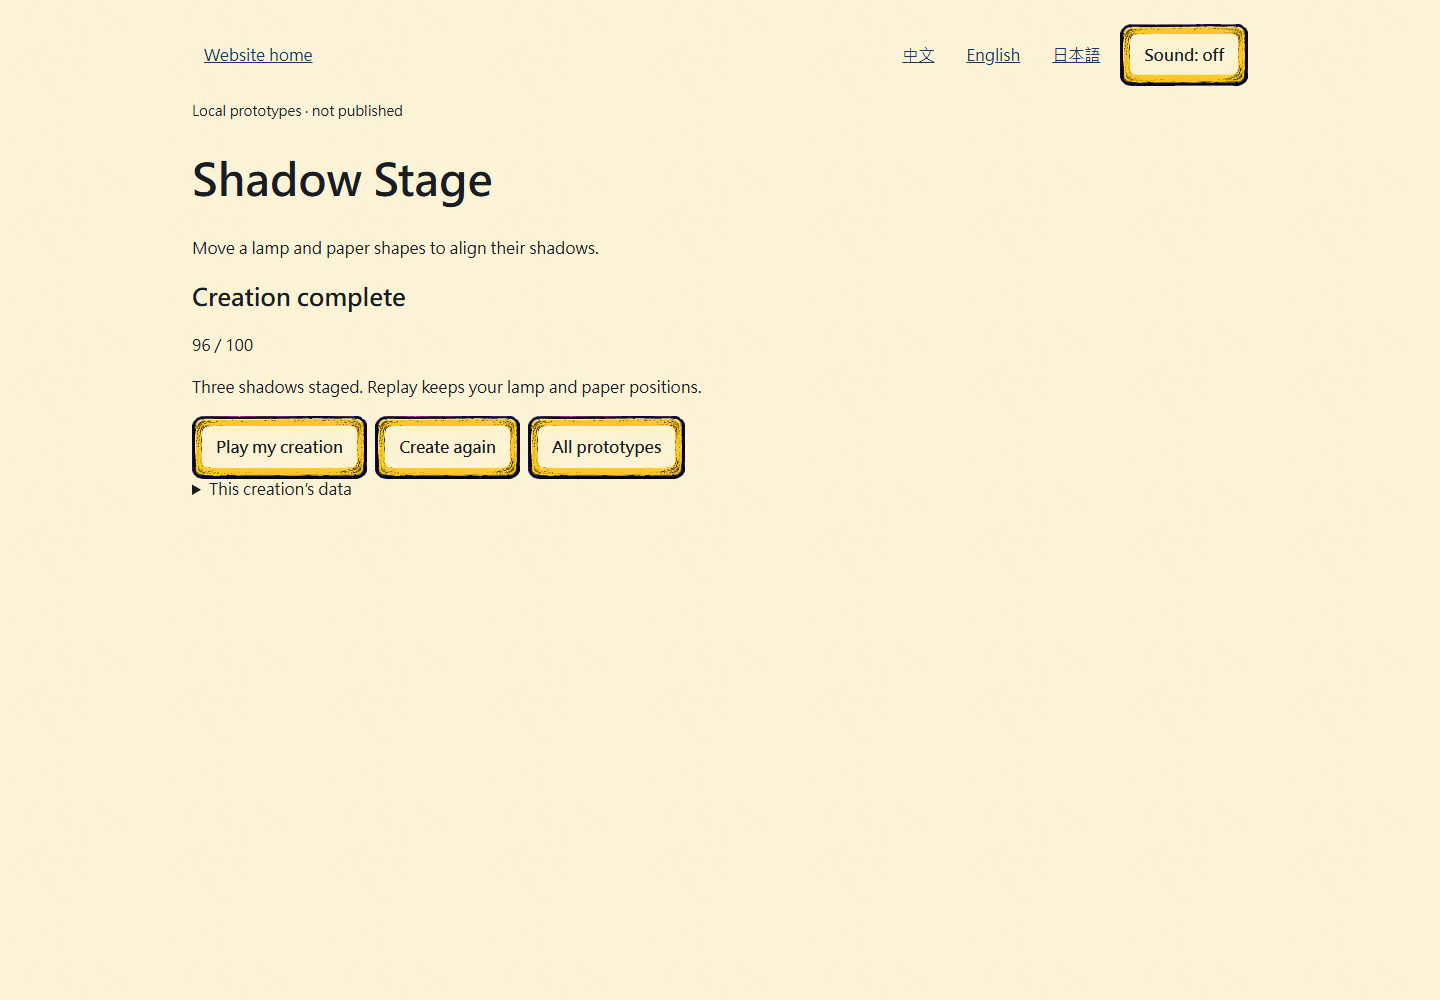 Website home
中文 English 日本語 Sound: off
Local prototypes · not published
Shadow Stage
Move a lamp and paper shapes to align their shadows.
Creation complete
96 / 100
Three shadows staged. Replay keeps your lamp and paper positions.
Play my creation Create again All prototypes
This creation’s data